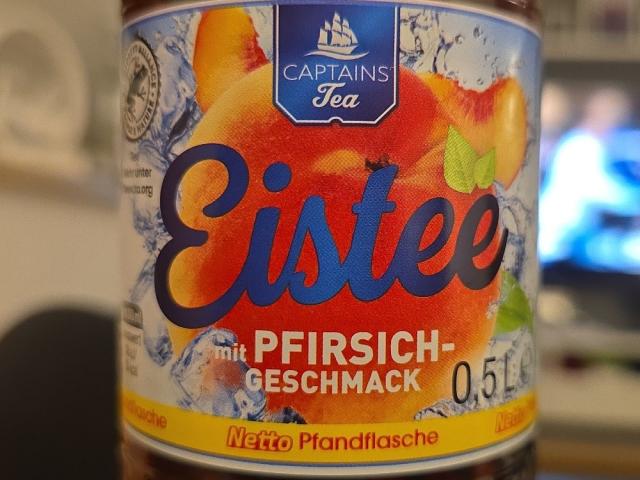 CAPTAINS
Tea
Eistee
mit PFIRSICH-
GESCHMACK
0,5L
Netto Pfandflasche